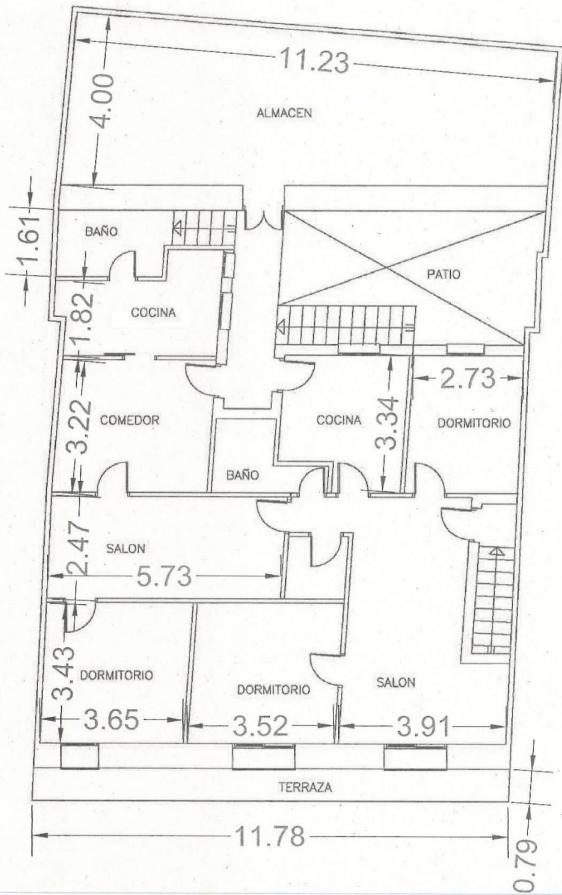 11.23
4.00
ALMACEN
1.61
BAÑO
PATIO
1.82
COCINA
2.73
3.22
COMEDOR
COCINA
3.34
DORMITORIO
BAÑO
2.47
SALON
5.73
3.43
DORMITORIO
DORMITORIO
SALON
3.65
3.52
3.91
TERRAZA
11.78
0.79